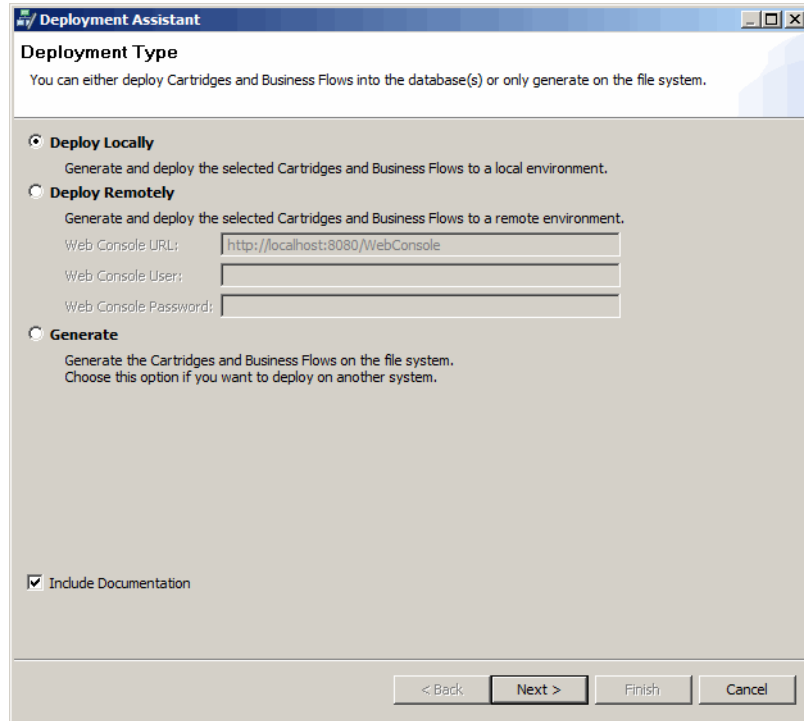 Deployment Assistant
Deployment Type
You can either deploy Cartridges and Business Flows into the database(s) or only generate on the file system.
Deploy Locally
Generate and deploy the selected Cartridges and Business Flows to a local environment.
Deploy Remotely
Generate and deploy the selected Cartridges and Business Flows to a remote environment.
Web Console URL: http://localhost:8080/WebConsole
Web Console User:
Web Console Password:
Generate
Generate the Cartridges and Business Flows on the file system.
Choose this option if you want to deploy on another system.
Include Documentation
< Back Next > Finish Cancel